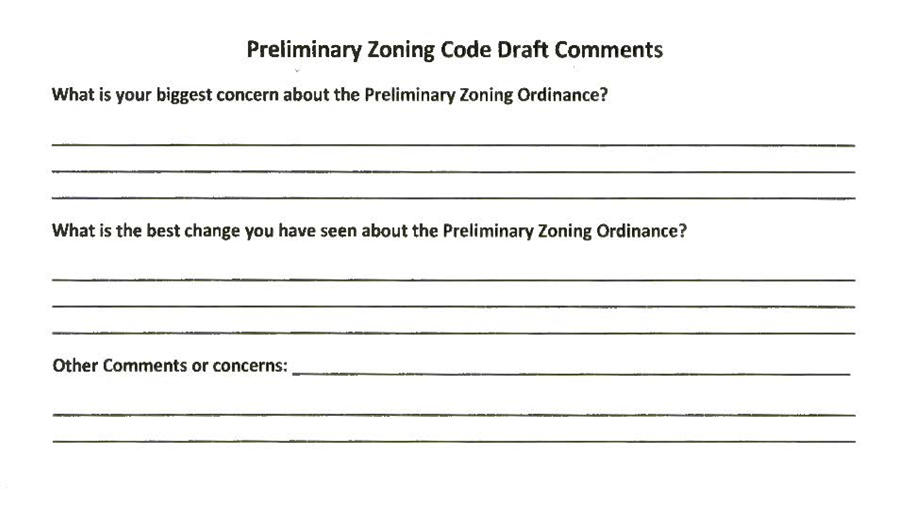 Preliminary Zoning Code Draft Comments
What is your biggest concern about the Preliminary Zoning Ordinance?
What is the best change you have seen about the Preliminary Zoning Ordinance?
Other Comments or concerns: